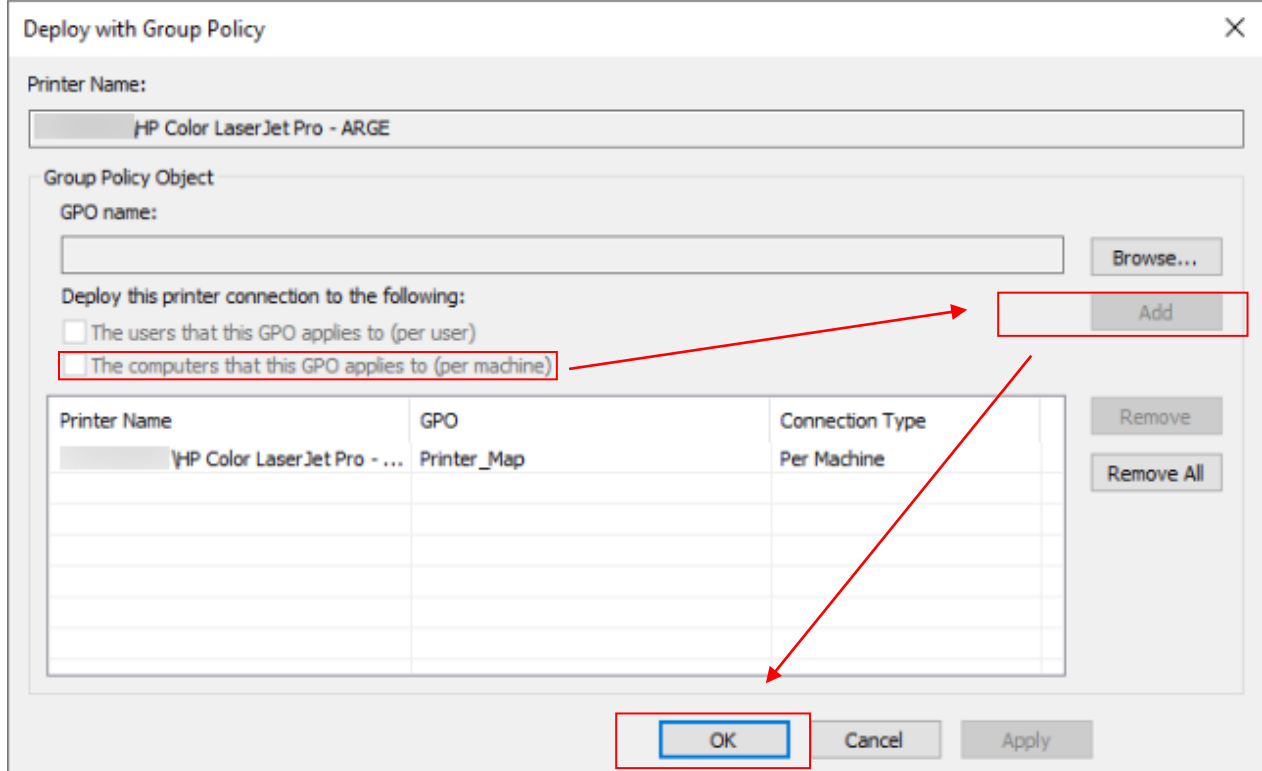 Deploy with Group Policy
Printer Name:
\HP Color LaserJet Pro - ARGE
Group Policy Object
GPO name:
Browse...
Deploy this printer connection to the following:
Add
The users that this GPO applies to (per user)
The computers that this GPO applies to (per machine)
Printer Name GPO Connection Type Remove
\HP Color LaserJet Pro - ... Printer_Map Per Machine
Remove All
OK Cancel Apply